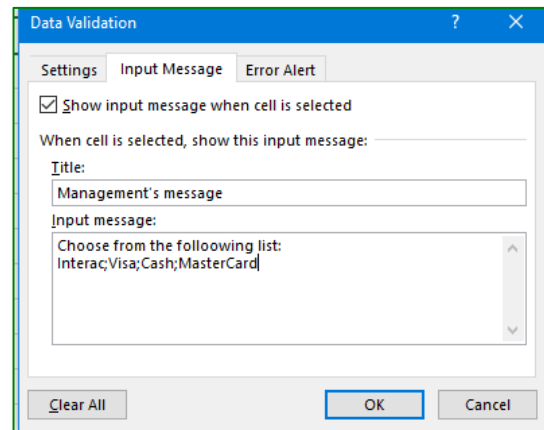 Data Validation ? ×
Settings Input Message Error Alert
Show input message when cell is selected
When cell is selected, show this input message:
Title:
Management's message
Input message:
Choose from the folloowing list:
Interac;Visa;Cash;MasterCard
Clear All OK Cancel